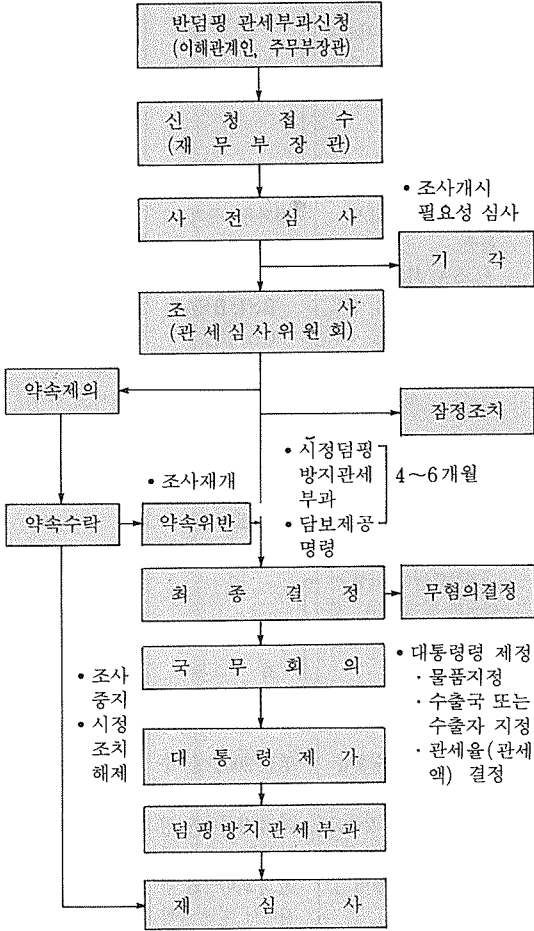 반덤핑 관세부과신청
(이해관계인, 주무부장관)
신 청 접 수
(재 무 부 장 관)
사 전 심 사
• 조사개시
필요성 심사
기 각
조 사
(관세심사위원회)
약속제의
잠정조치
• 시정덤핑
방지관세
부과
• 담보제공
명령
4～6개월
• 조사재개
약속수락
약속위반
최 종 결 정
무혐의결정
국 무 회 의
• 대통령령 제정
· 물품지정
· 수출국 또는
수출자 지정
· 관세율(관세
액) 결정
• 조사
중지
• 시정
조치
해제
대 통 령 제 가
덤핑방지관세부과
재 심 사